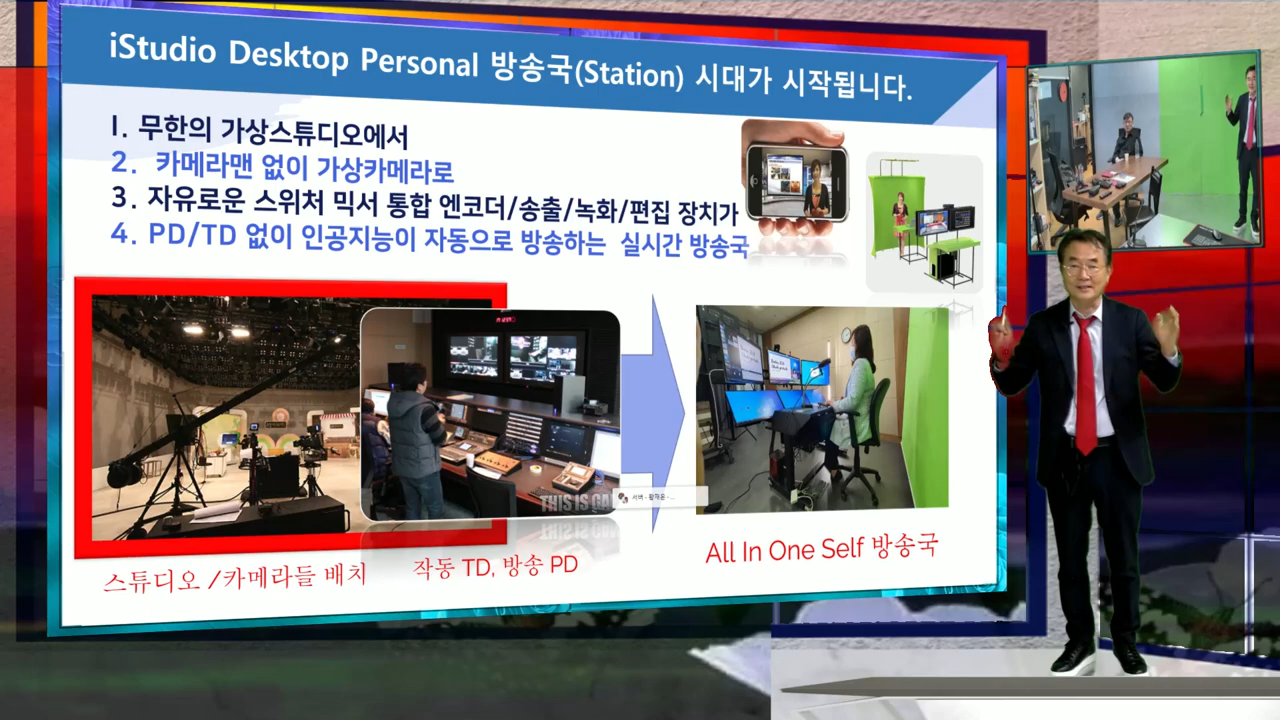 iStudio Desktop Personal 방송국(Station) 시대가 시작됩니다.
1. 무한의 가상스튜디오에서
2. 카메라맨 없이 가상카메라로
3. 자유로운 스위처 믹서 통합 엔코더/송출/녹화/편집 장치가
4. PD/TD 없이 인공지능이 자동으로 방송하는 실시간 방송국
THIS IS
스튜디오 /카메라들 배치
작동 TD, 방송 PD
All In One Self 방송국